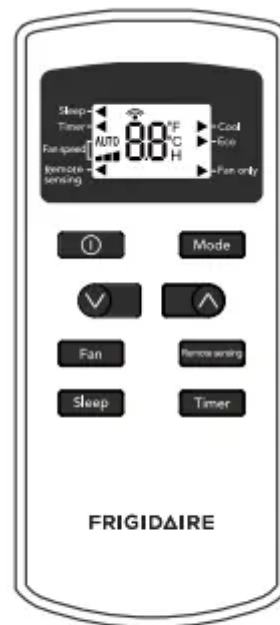 Sleep
Timer
Fan speed
Remote sensing
AUTO
88
°F
°C
H
Cool
Eco
Fan only
Mode
Fan
Remote sensing
Sleep
Timer
FRIGIDAIRE